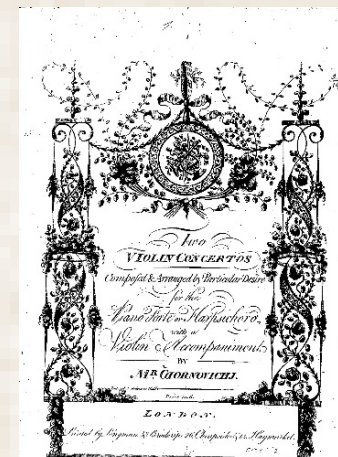 Two
VIOLIN CONCERTOS
Composed & Arranged by Particular Desire
for the
Piano Forte or Harpsichord,
with a
Violin Accompaniment,
BY
MR. CHORNOVICHI.
LONDON.
Printed by Longman & Broderip, 26, Cheapside & 13, Haymarket.